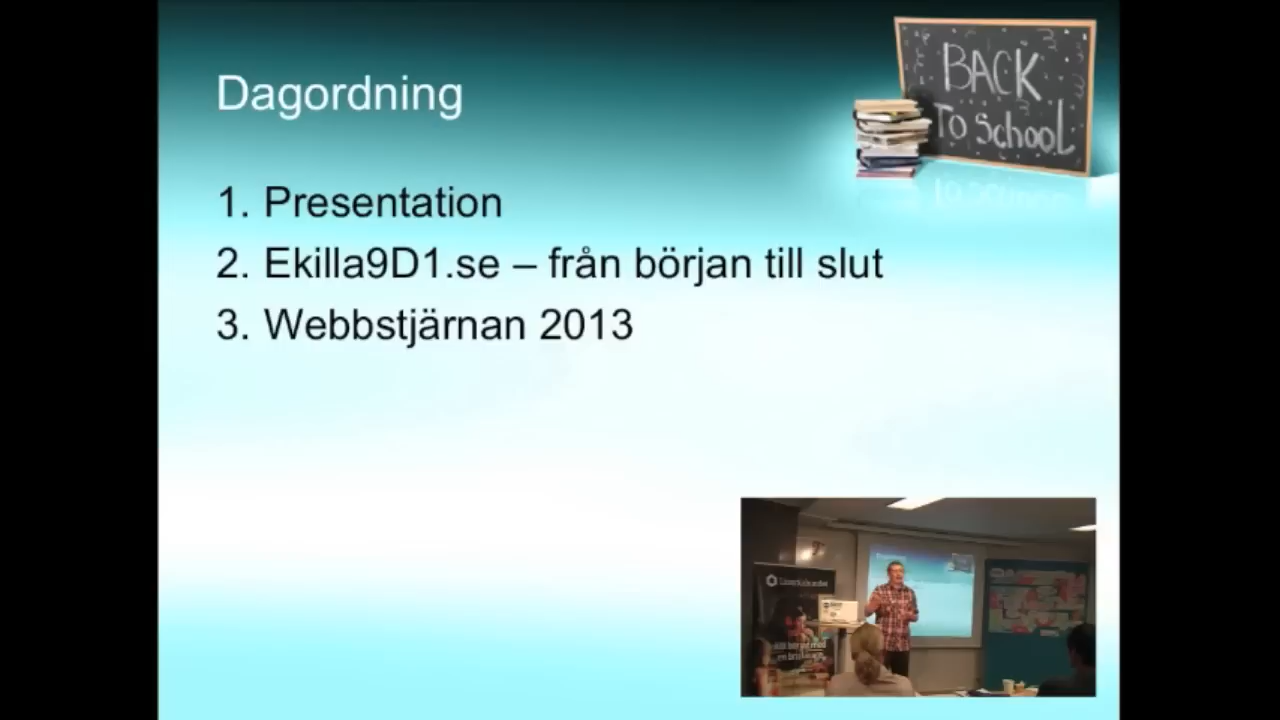 Dagordning
BACK
To SchooL
1. Presentation
2. Ekilla9D1.se – från början till slut
3. Webbstjärnan 2013